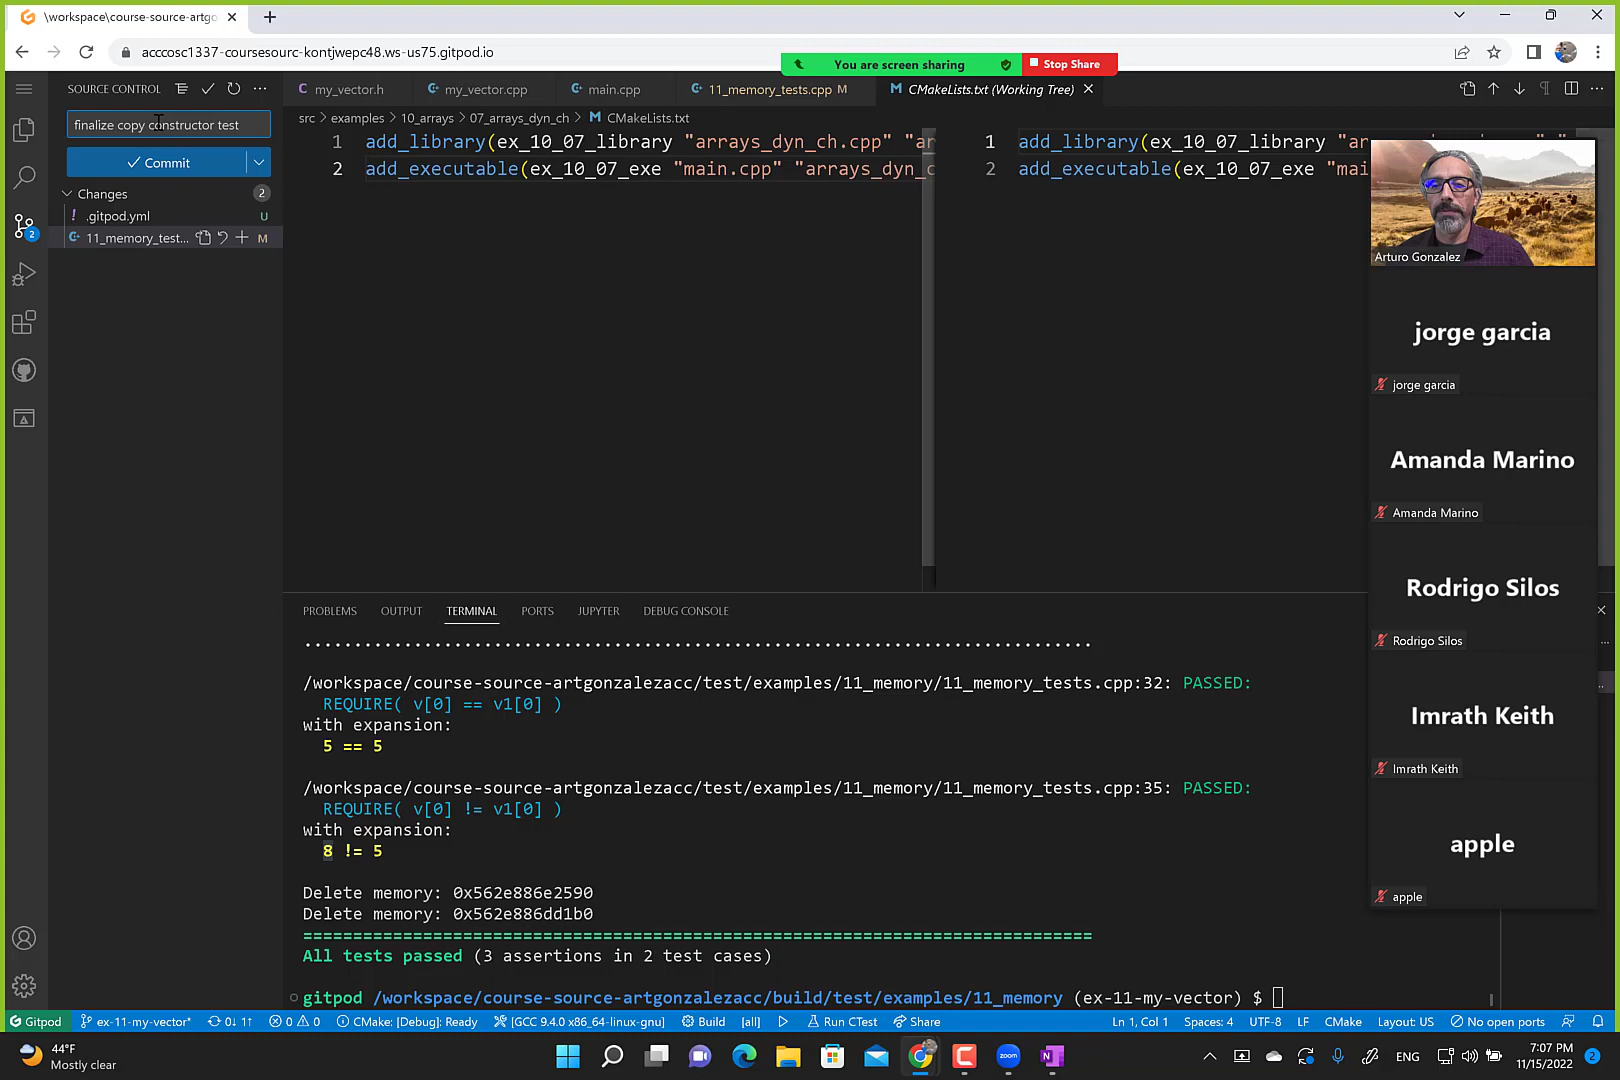 \workspace\course-source-artgo
acccosc1337-coursesourc-kontjwepc48.ws-us75.gitpod.io
You are screen sharing
Stop Share
SOURCE CONTROL
my_vector.h
my_vector.cpp
main.cpp
11_memory_tests.cpp M
CMakeLists.txt (Working Tree)
src > examples > 10_arrays > 07_arrays_dyn_ch > CMakeLists.txt
finalize copy constructor test
Commit
Changes 2
.gitpod.yml U
11_memory_test... M
2
1 add_library(ex_10_07_library "arrays_dyn_ch.cpp" "ar
2 add_executable(ex_10_07_exe "main.cpp" "arrays_dyn_c
1 add_library(ex_10_07_library "ar
2 add_executable(ex_10_07_exe "mai
Arturo Gonzalez
jorge garcia
jorge garcia
Amanda Marino
Amanda Marino
Rodrigo Silos
Rodrigo Silos
Imrath Keith
Imrath Keith
apple
apple
PROBLEMS OUTPUT TERMINAL PORTS JUPYTER DEBUG CONSOLE
/workspace/course-source-artgonzalezacc/test/examples/11_memory/11_memory_tests.cpp:32: PASSED:
REQUIRE( v[0] == v1[0] )
with expansion:
5 == 5
/workspace/course-source-artgonzalezacc/test/examples/11_memory/11_memory_tests.cpp:35: PASSED:
REQUIRE( v[0] != v1[0] )
with expansion:
8 != 5
Delete memory: 0x562e886e2590
Delete memory: 0x562e886dd1b0
===============================================================================
All tests passed (3 assertions in 2 test cases)
gitpod /workspace/course-source-artgonzalezacc/build/test/examples/11_memory (ex-11-my-vector) $
Gitpod ex-11-my-vector* 0↓ 1↑ 0 0 CMake: [Debug]: Ready [GCC 9.4.0 x86_64-linux-gnu] Build [all] Run CTest Share Ln 1, Col 1 Spaces: 4 UTF-8 LF CMake Layout: US No open ports
44°F
Mostly clear
zoom
ENG
7:07 PM
11/15/2022
2